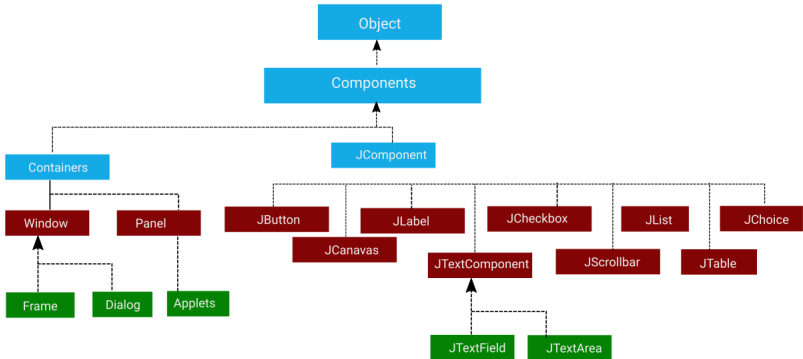 Object
Components
Containers
JComponent
Window
Panel
JButton
JLabel
JCheckbox
JList
JChoice
JCanavas
JTextComponent
JScrollbar
JTable
Frame
Dialog
Applets
JTextField
JTextArea